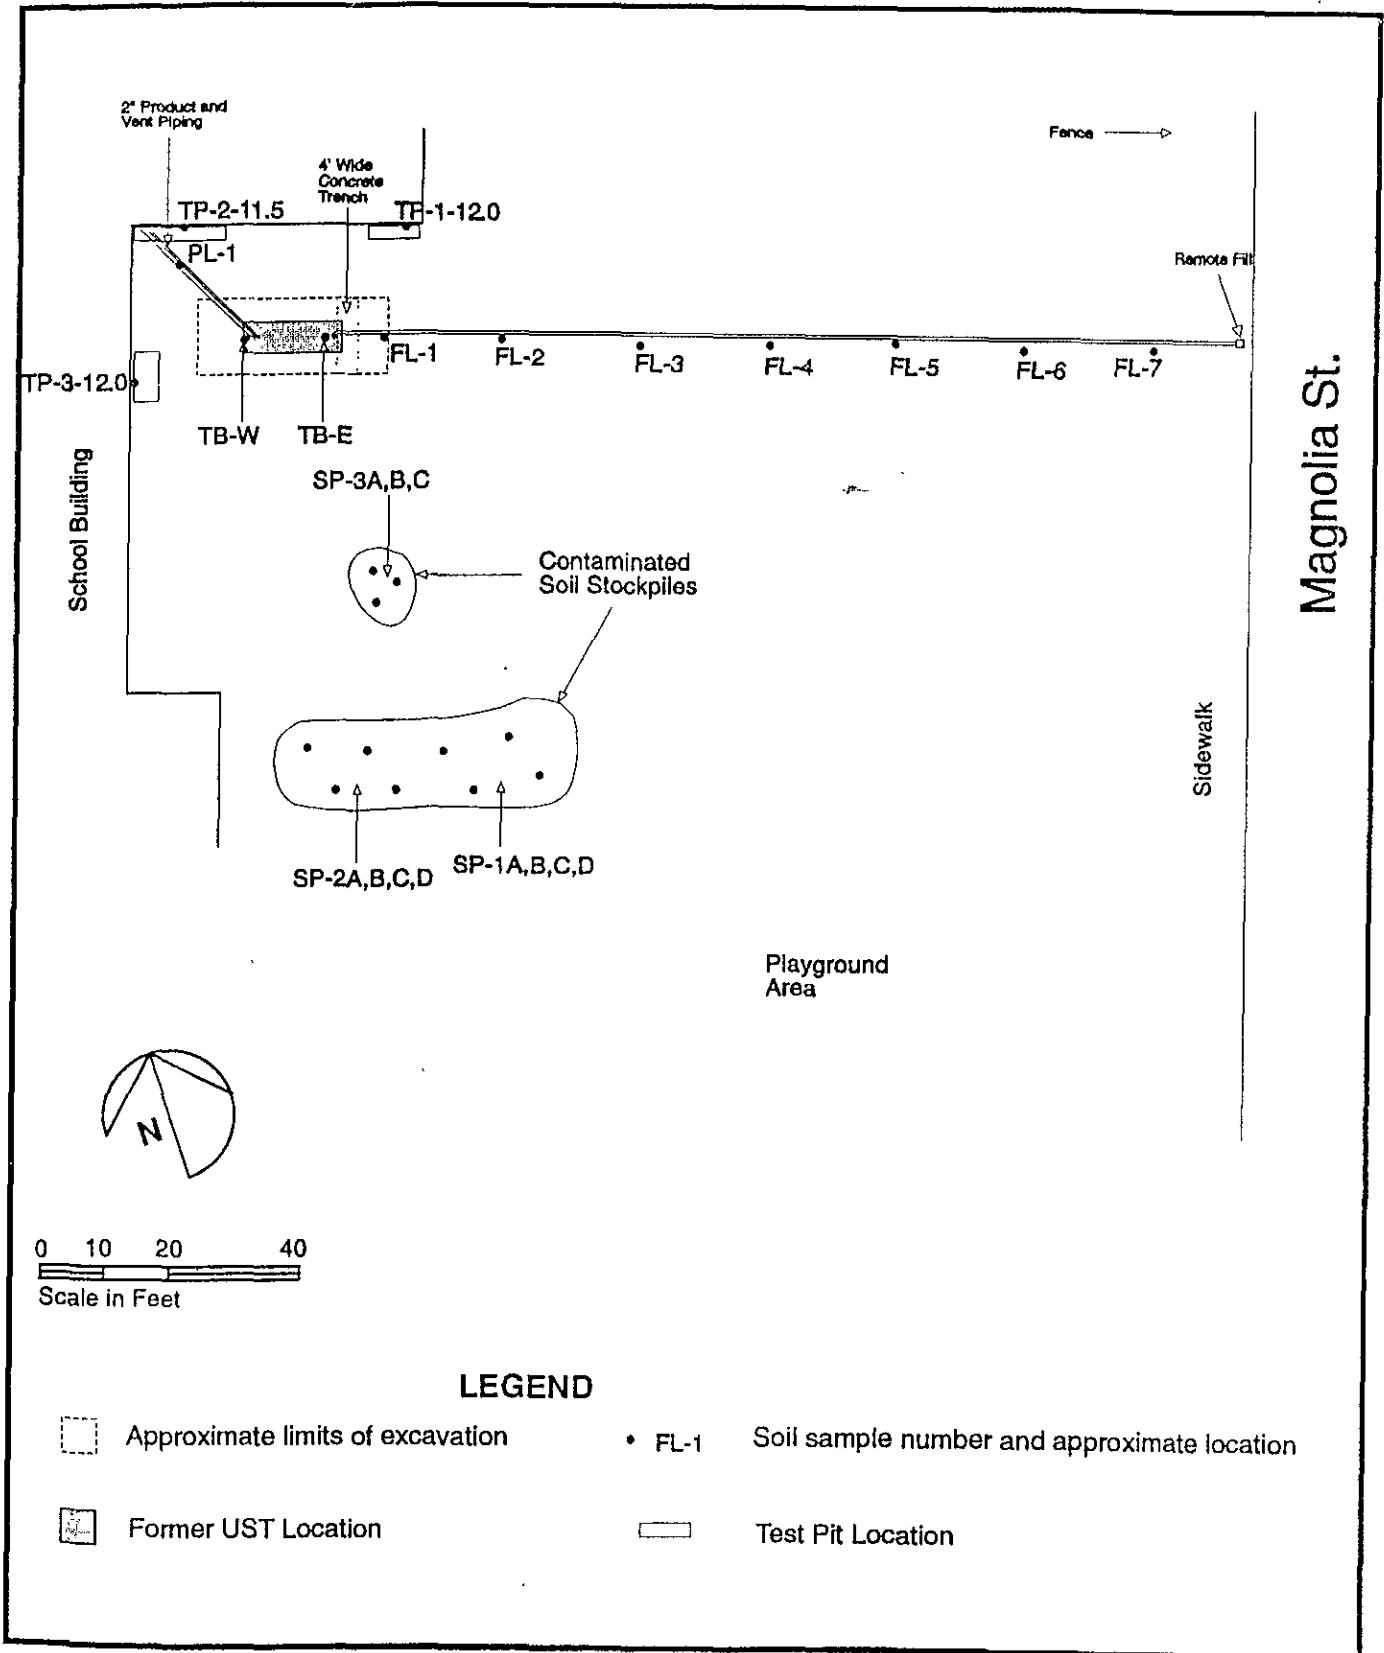 2" Product and
Vent Piping
Fence
4' Wide
Concrete
Trench
TP-2-11.5
TP-1-12.0
PL-1
Remote Fill
FL-1
FL-2
FL-3
FL-4
FL-5
FL-6
FL-7
TP-3-12.0
TB-W
TB-E
Magnolia St.
School Building
SP-3A,B,C
Contaminated
Soil Stockpiles
Sidewalk
SP-2A,B,C,D
SP-1A,B,C,D
Playground
Area
N
0 10 20 40
Scale in Feet
LEGEND
Approximate limits of excavation
FL-1 Soil sample number and approximate location
Former UST Location
Test Pit Location